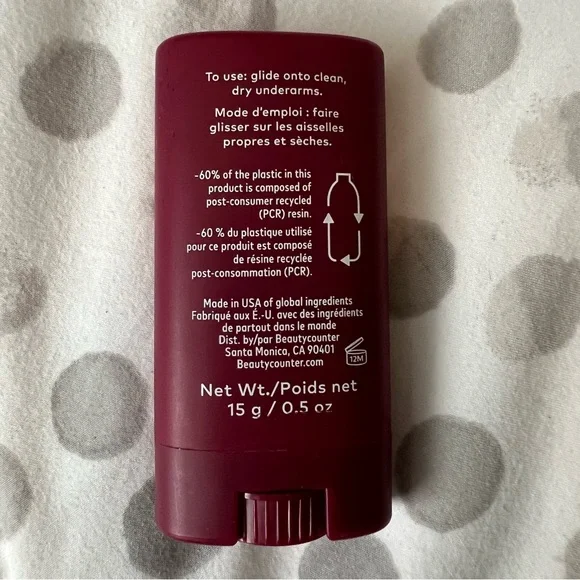 To use: glide onto clean,
dry underarms.
Mode d'emploi : faire
glisser sur les aisselles
propres et sèches.
-60% of the plastic in this
product is composed of
post-consumer recycled
(PCR) resin.
-60 % du plastique utilisé
pour ce produit est composé
de résine recyclée
post-consommation (PCR).
Made in USA of global ingredients
Fabriqué aux É.-U. avec des ingrédients
de partout dans le monde
Dist. by/par Beautycounter
Santa Monica, CA 90401
Beautycounter.com
12M
Net Wt./Poids net
15 g / 0.5 oz